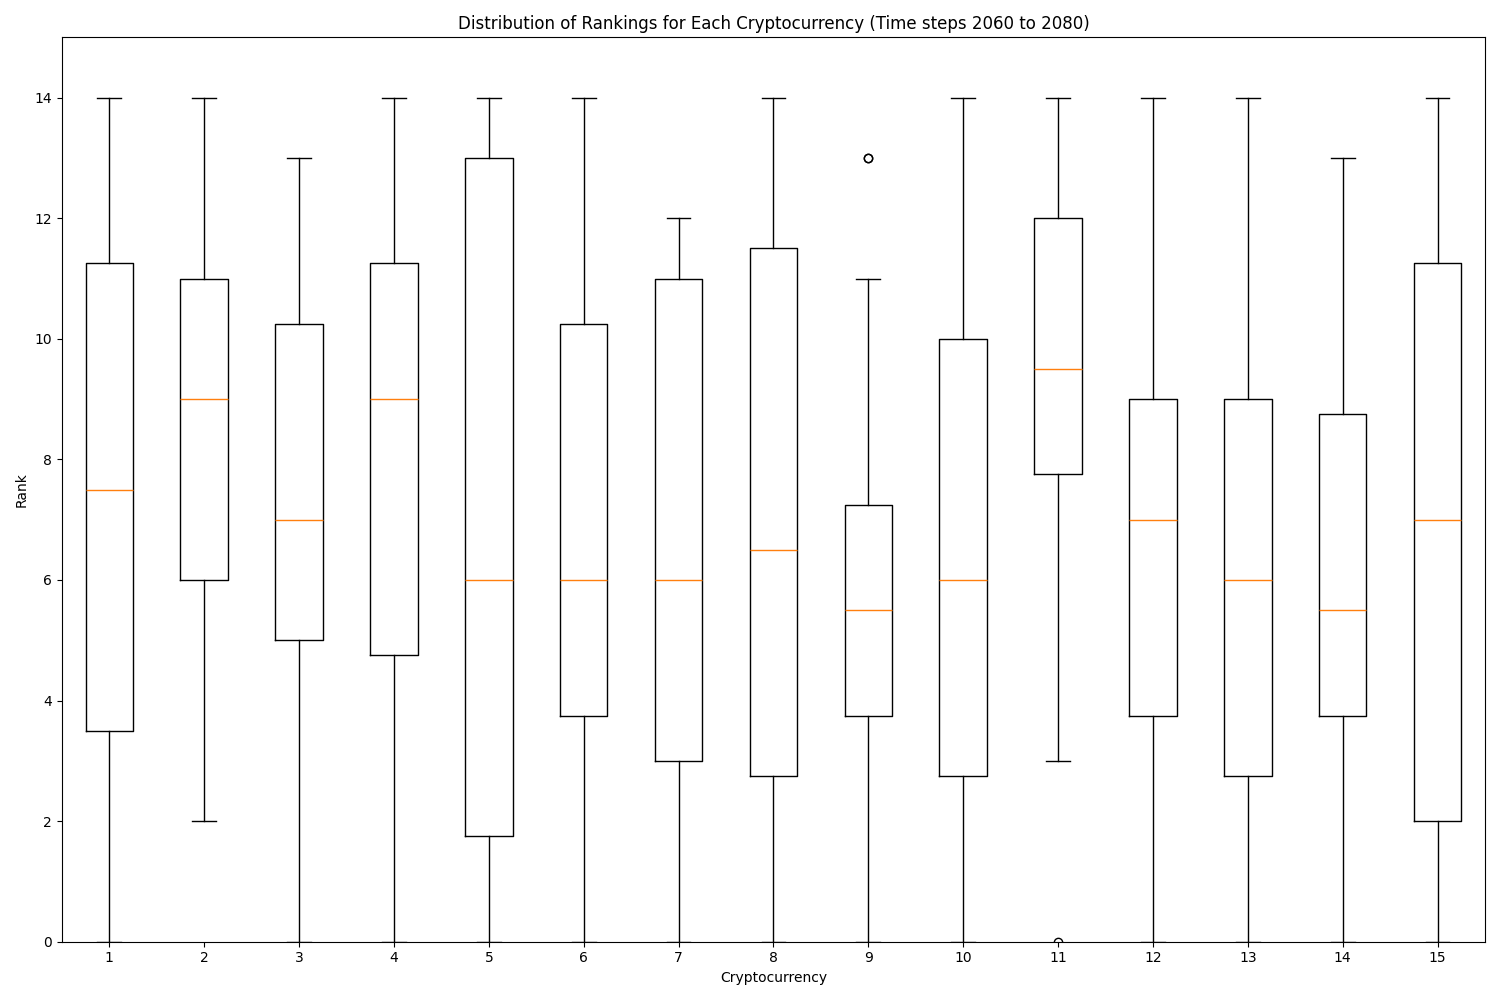 Distribution of Rankings for Each Cryptocurrency (Time steps 2060 to 2080)
14
12
10
8
6
4
2
0
Rank
1 2 3 4 5 6 7 8 9 10 11 12 13 14 15
Cryptocurrency